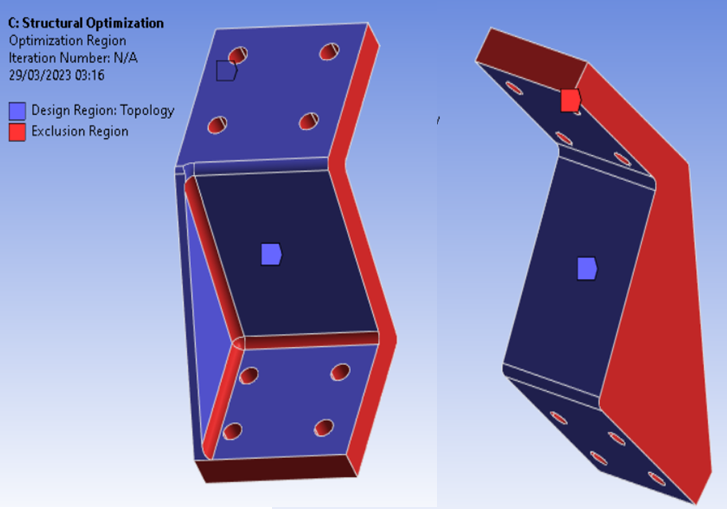 C: Structural Optimization
Optimization Region
Iteration Number: N/A
29/03/2023 03:16
Design Region: Topology
Exclusion Region